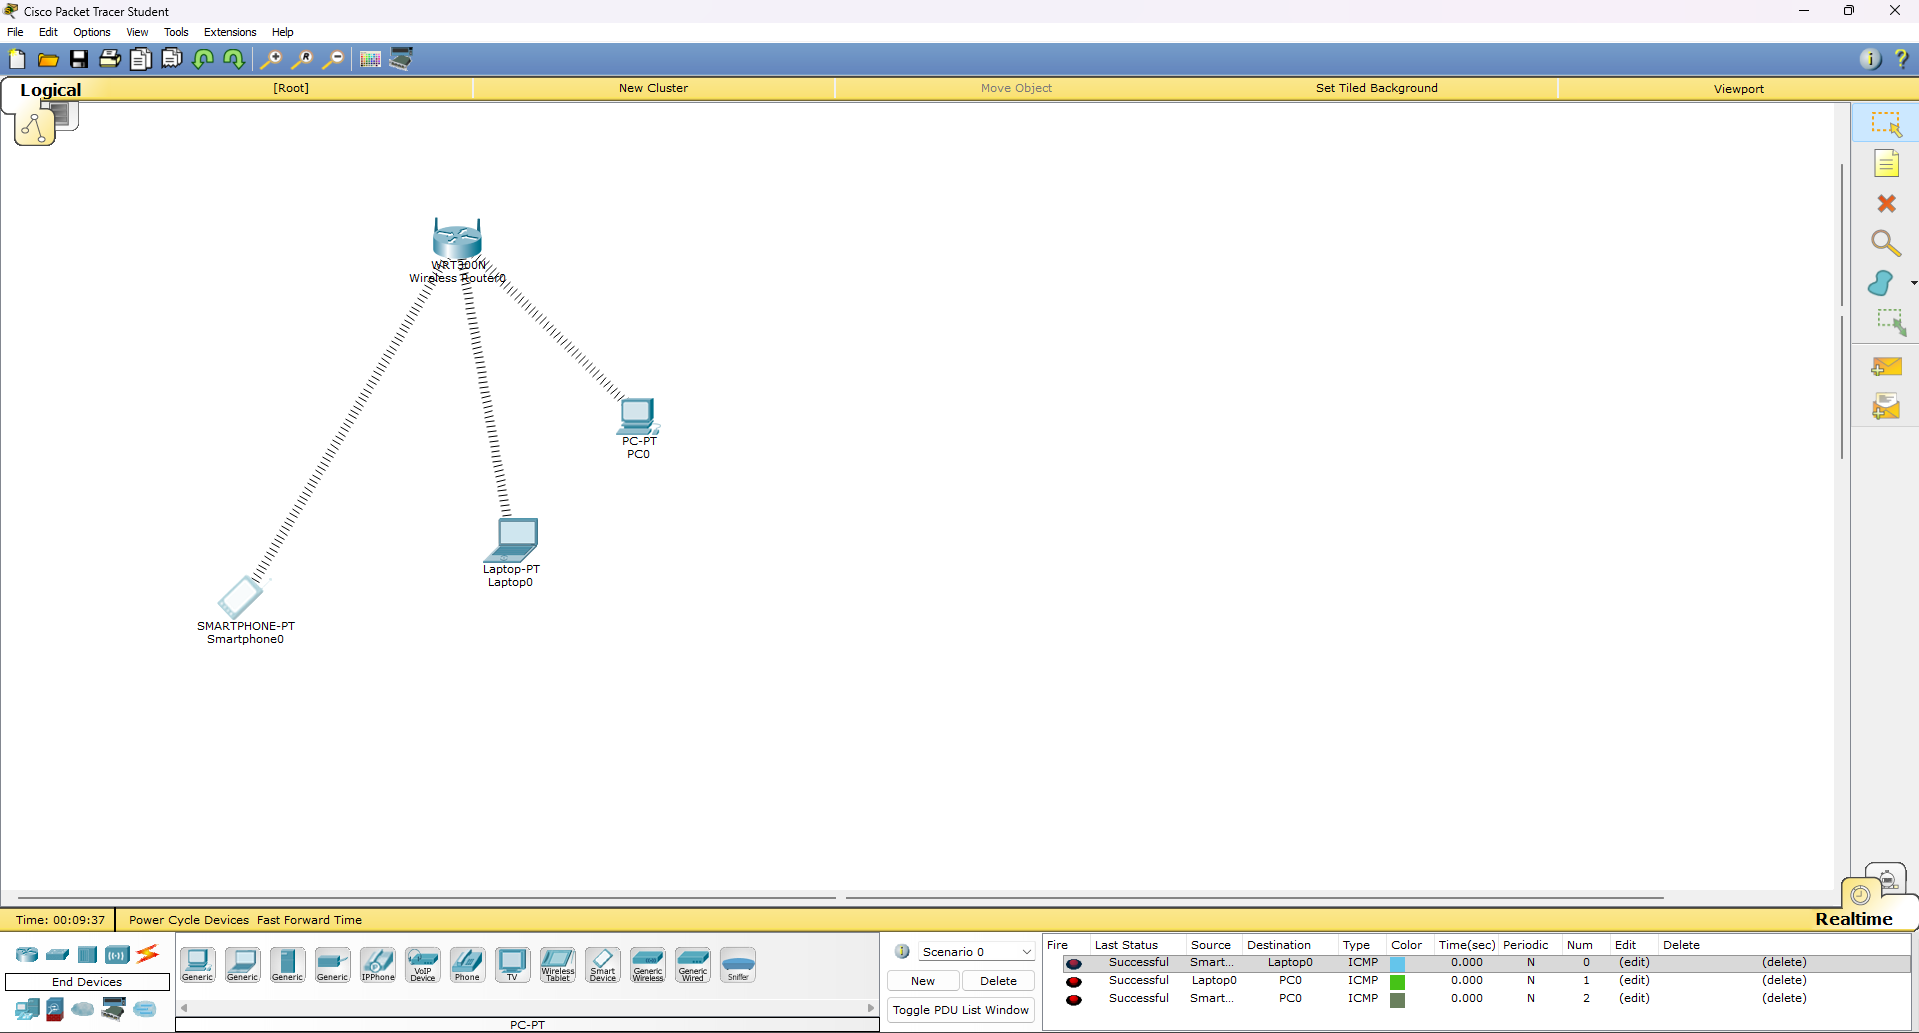 Cisco Packet Tracer Student
File Edit Options View Tools Extensions Help
Logical [Root] New Cluster Move Object Set Tiled Background Viewport
WRT300N
Wireless Router0
PC-PT
PC0
Laptop-PT
Laptop0
SMARTPHONE-PT
Smartphone0
Realtime
Time: 00:09:37 Power Cycle Devices Fast Forward Time
End Devices
Generic Generic Generic Generic IPPhone VoIP Device Phone TV Wireless Tablet Smart Device Generic Wireless Generic Wired Sniffer
PC-PT
Scenario 0
New Delete
Toggle PDU List Window
Fire Last Status Source Destination Type Color Time(sec) Periodic Num Edit Delete
Successful Smart... Laptop0 ICMP 0.000 N 0 (edit) (delete)
Successful Laptop0 PC0 ICMP 0.000 N 1 (edit) (delete)
Successful Smart... PC0 ICMP 0.000 N 2 (edit) (delete)